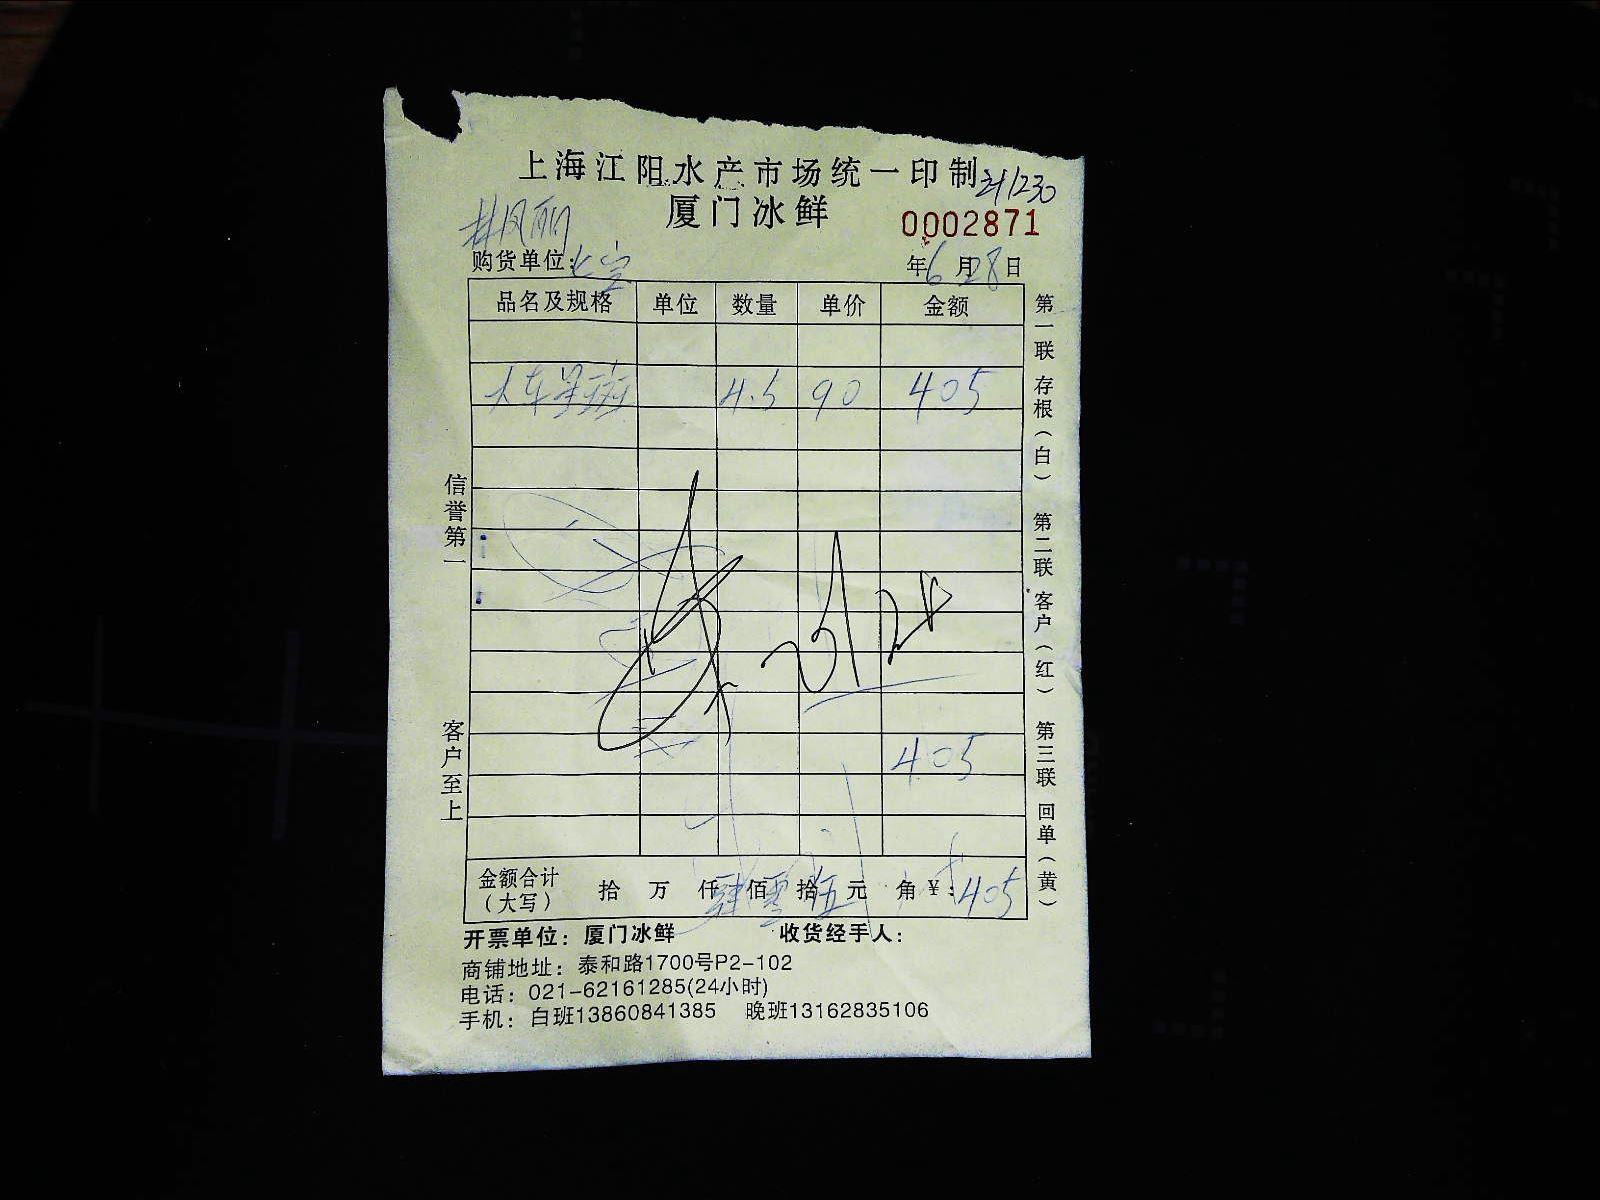 上海江阳水产市场统一印制
厦门冰鲜
0002871
购货单位:
年6月28日
品名及规格 单位 数量 单价 金额
4.5 90 405
405
金额合计(大写) 拾 万 仟肆佰零拾伍元 角 ¥:405
开票单位:厦门冰鲜 收货经手人:
商铺地址:泰和路1700号P2-102
电话:021-62161285(24小时)
手机:白班13860841385 晚班13162835106
信誉第一
客户至上
第一联 存根(白) 第二联 客户(红) 第三联 回单(黄)